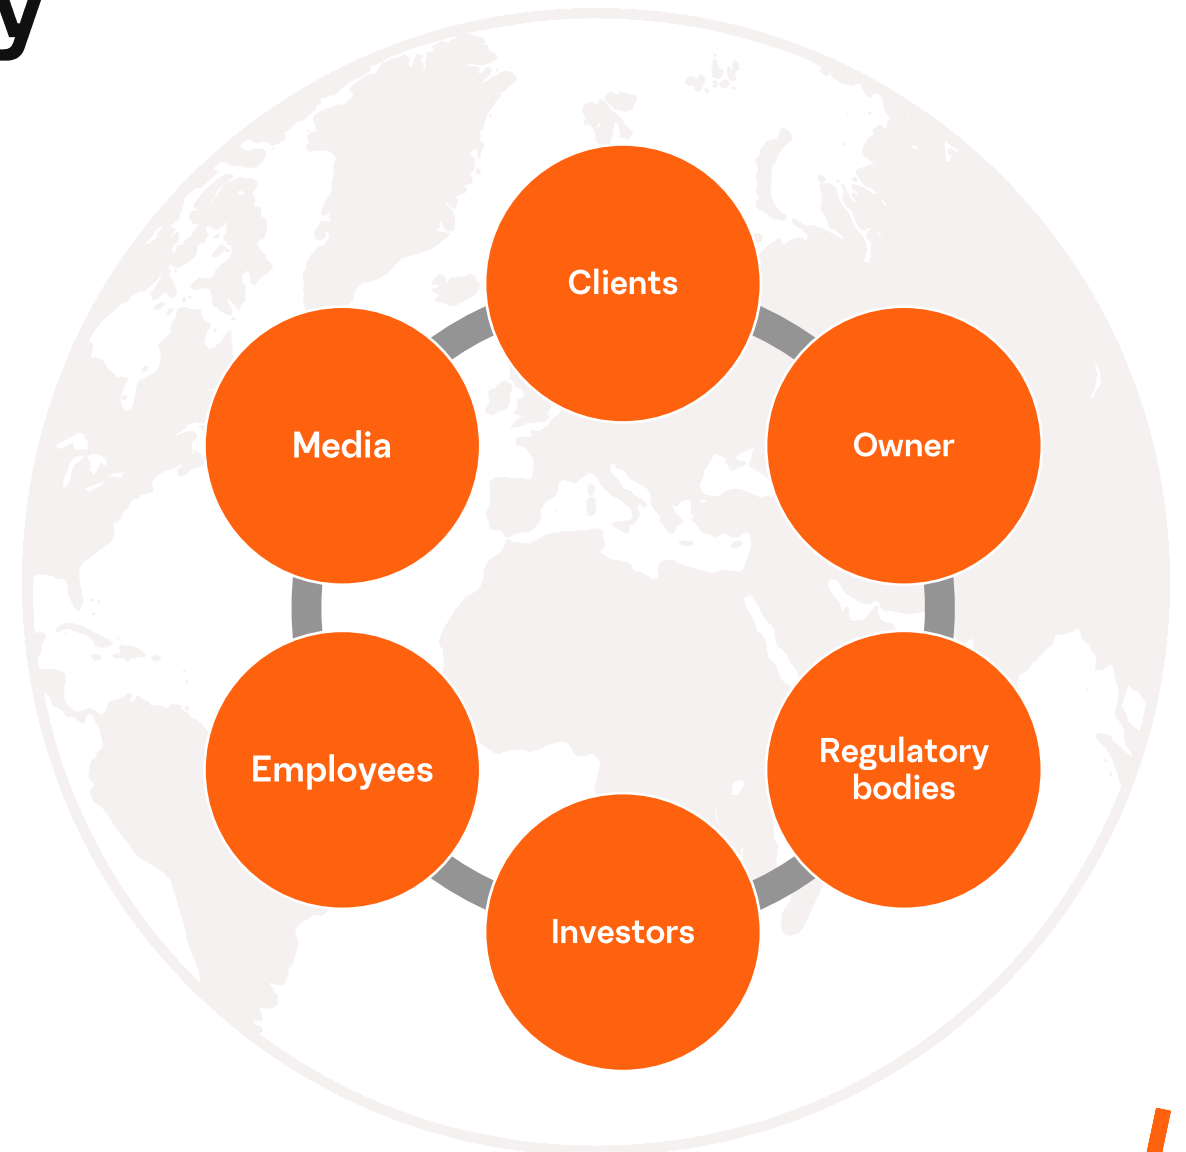 y
Clients
Media
Owner
Employees
Regulatory
bodies
Investors